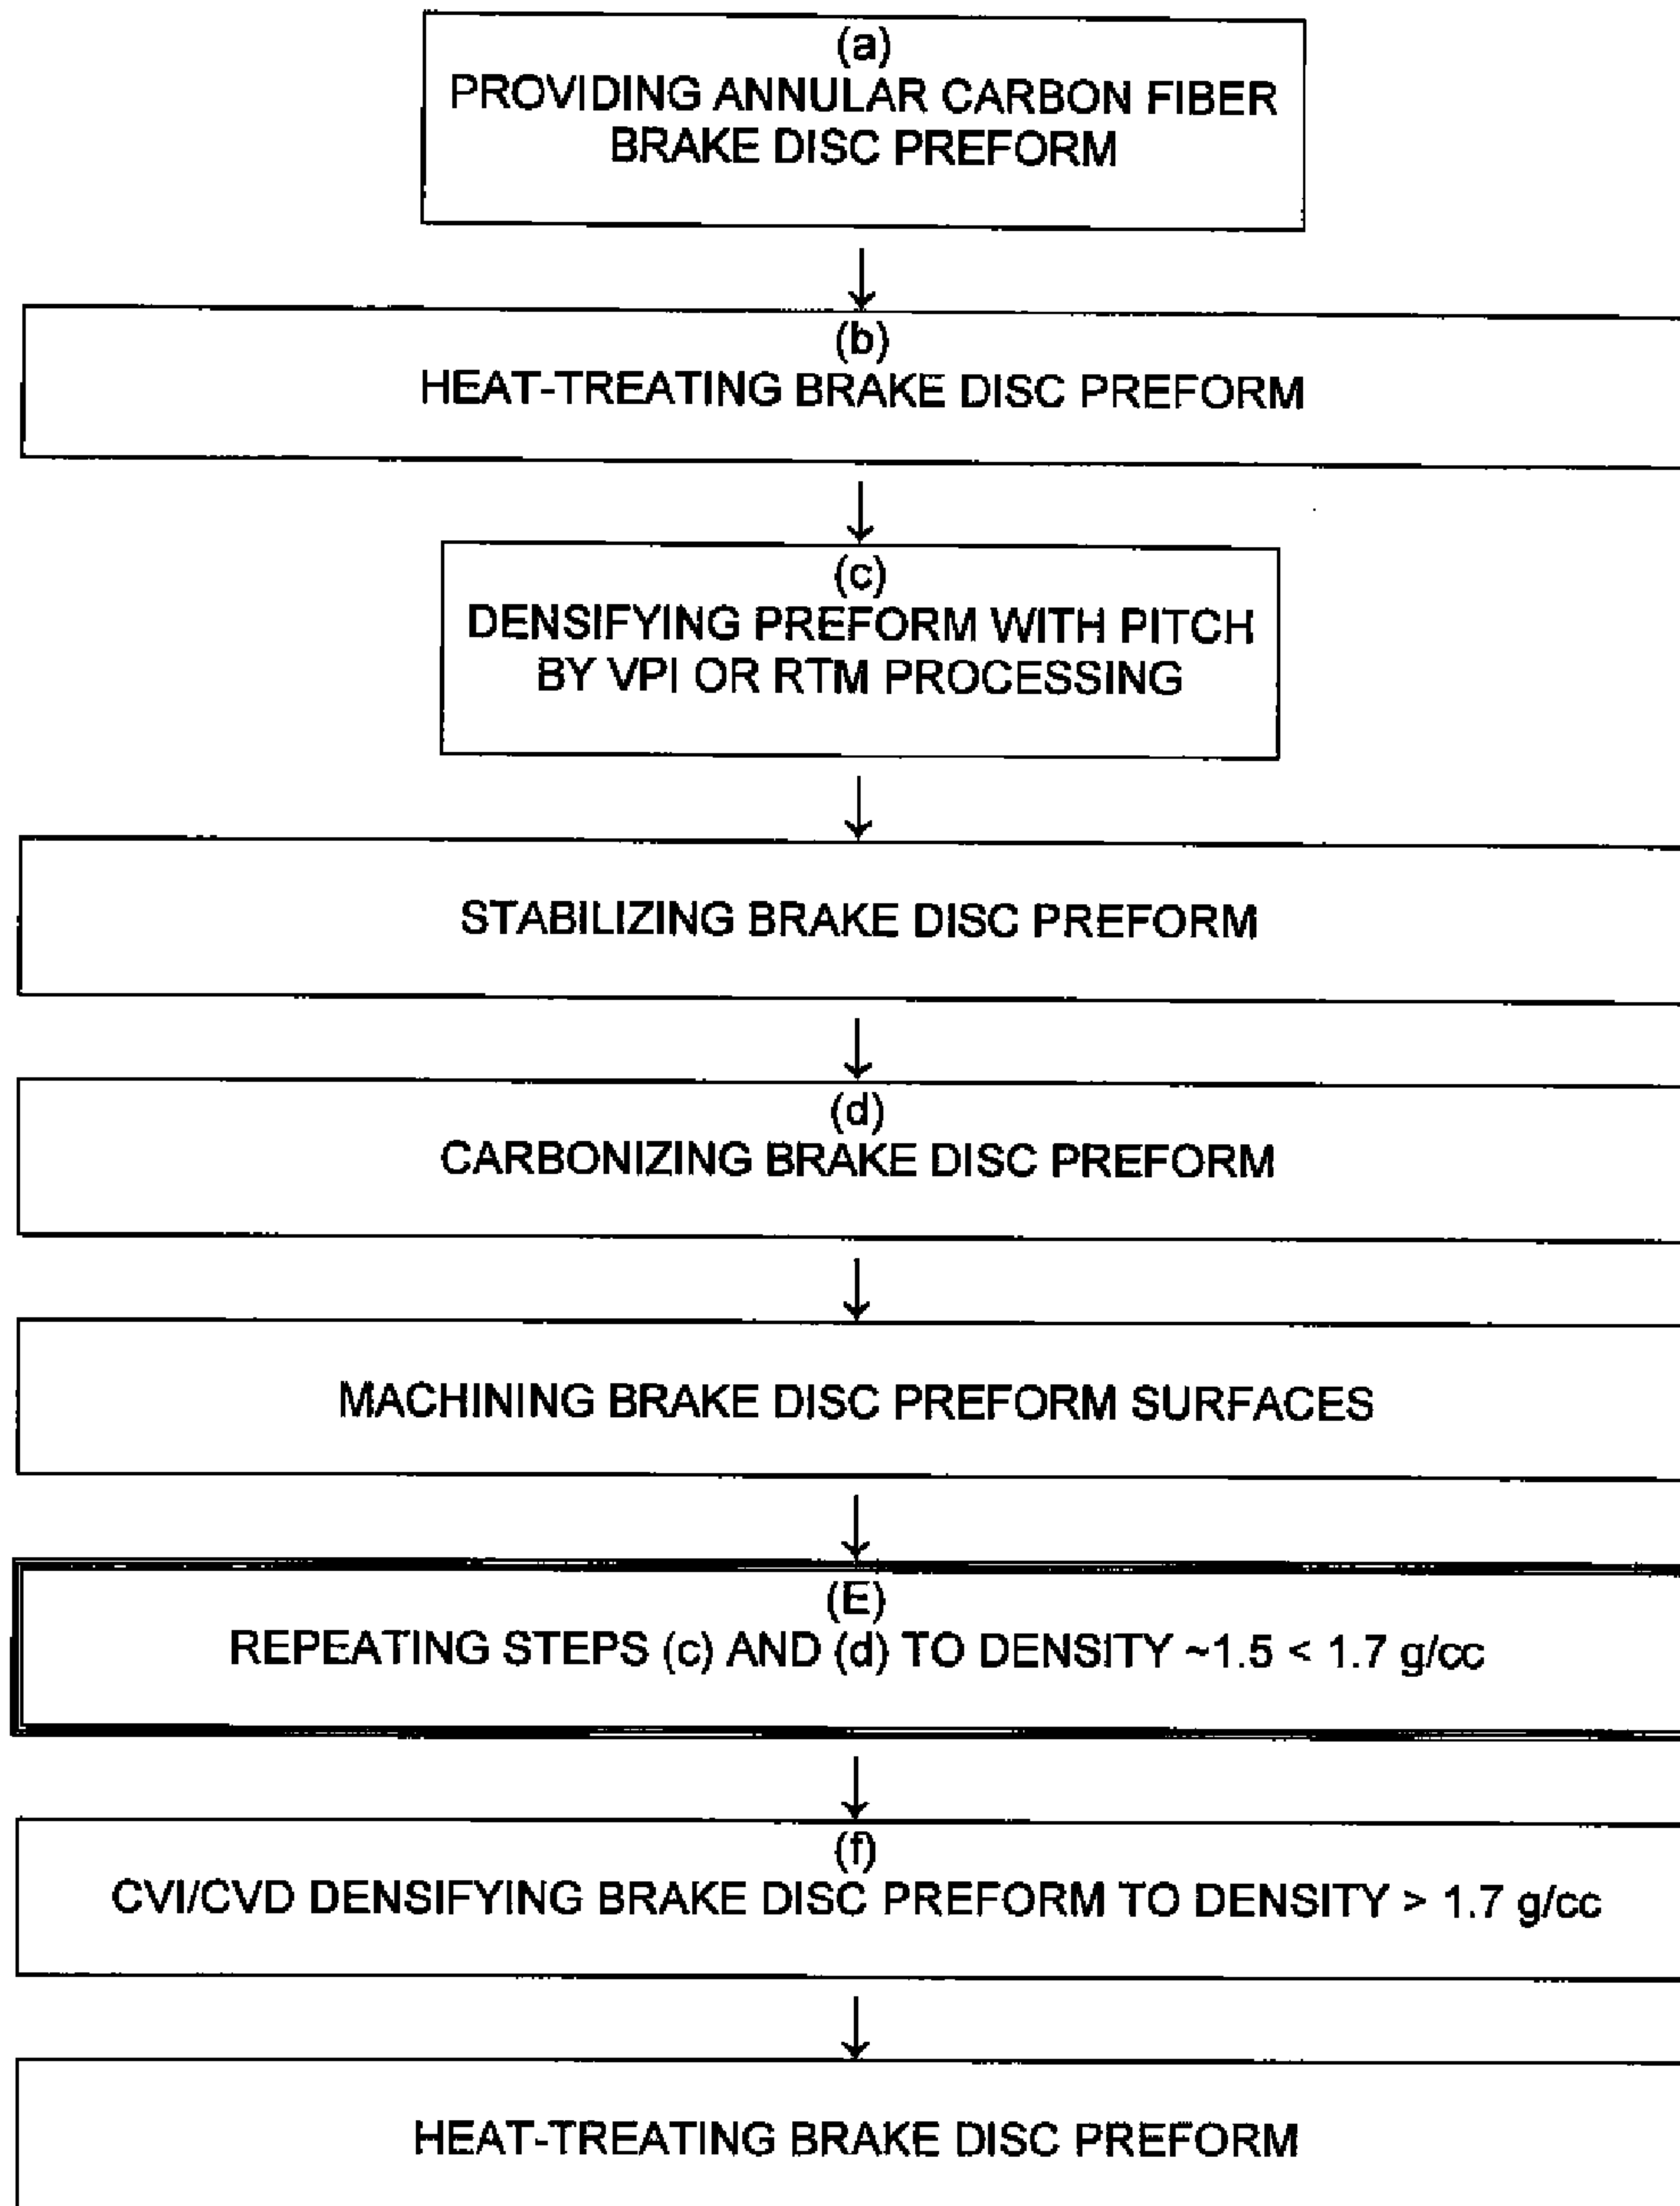 (a)
PROVIDING ANNULAR CARBON FIBER
BRAKE DISC PREFORM
(b)
HEAT-TREATING BRAKE DISC PREFORM
(c)
DENSIFYING PREFORM WITH PITCH
BY VPI OR RTM PROCESSING
STABILIZING BRAKE DISC PREFORM
(d)
CARBONIZING BRAKE DISC PREFORM
MACHINING BRAKE DISC PREFORM SURFACES
(E)
REPEATING STEPS (c) AND (d) TO DENSITY ~1.5 < 1.7 g/cc
(f)
CVI/CVD DENSIFYING BRAKE DISC PREFORM TO DENSITY > 1.7 g/cc
HEAT-TREATING BRAKE DISC PREFORM